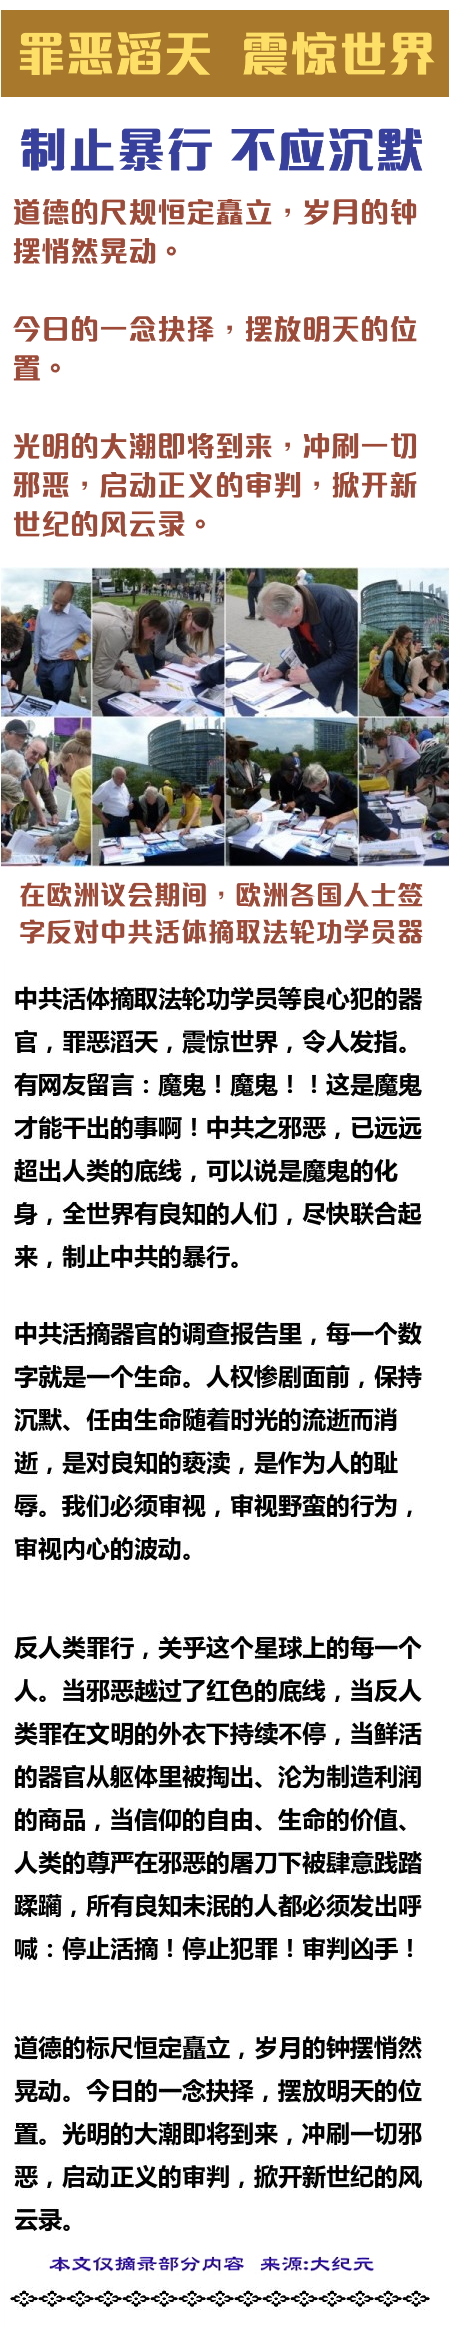 罪恶滔天 震惊世界
制止暴行 不应沉默
道德的尺规恒定矗立，岁月的钟
摆悄然晃动。
今日的一念抉择，摆放明天的位
置。
光明的大潮即将到来，冲刷一切
邪恶，启动正义的审判，掀开新
世纪的风云录。
在欧洲议会期间，欧洲各国人士签
字反对中共活体摘取法轮功学员器
中共活体摘取法轮功学员等良心犯的器
官，罪恶滔天，震惊世界，令人发指。
有网友留言：魔鬼！魔鬼！！这是魔鬼
才能干出的事啊！中共之邪恶，已远远
超出人类的底线，可以说是魔鬼的化
身，全世界有良知的人们，尽快联合起
来，制止中共的暴行。
中共活摘器官的调查报告里，每一个数
字就是一个生命。人权惨剧面前，保持
沉默、任由生命随着时光的流逝而消
逝，是对良知的亵渎，是作为人的耻
辱。我们必须审视，审视野蛮的行为，
审视内心的波动。
反人类罪行，关乎这个星球上的每一个
人。当邪恶越过了红色的底线，当反人
类罪在文明的外衣下持续不停，当鲜活
的器官从躯体里被掏出、沦为制造利润
的商品，当信仰的自由、生命的价值、
人类的尊严在邪恶的屠刀下被肆意践踏
蹂躏，所有良知未泯的人都必须发出呼
喊：停止活摘！停止犯罪！审判凶手！
道德的标尺恒定矗立，岁月的钟摆悄然
晃动。今日的一念抉择，摆放明天的位
置。光明的大潮即将到来，冲刷一切邪
恶，启动正义的审判，掀开新世纪的风
云录。
本文仅摘录部分内容 来源:大纪元